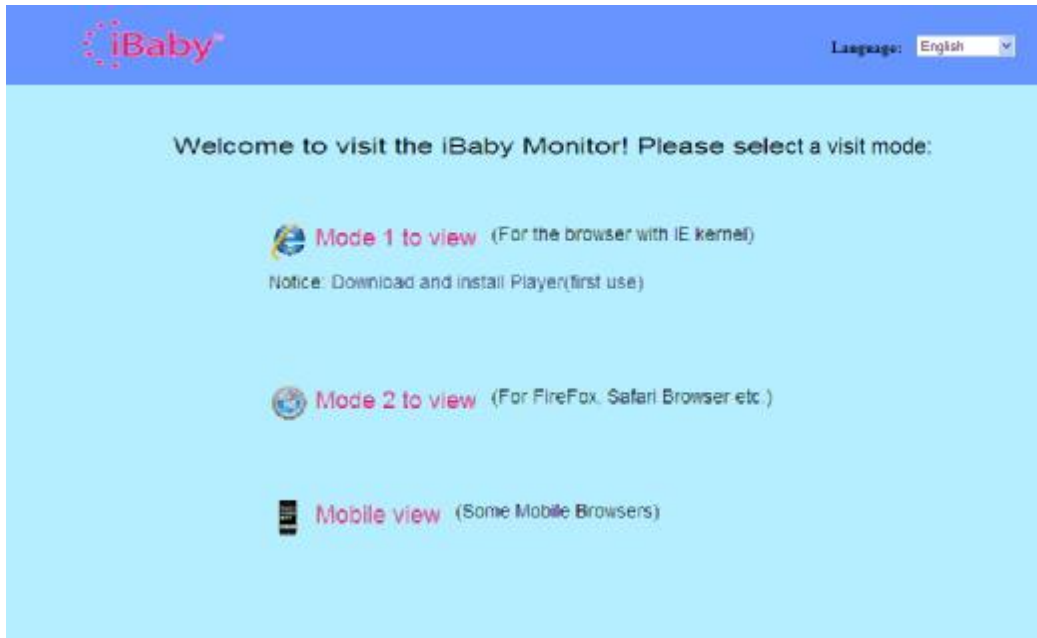 iBaby™
Language: English
Welcome to visit the iBaby Monitor! Please select a visit mode:
Mode 1 to view (For the browser with IE kernel)
Notice: Download and install Player(first use)
Mode 2 to view (For FireFox, Safari Browser etc.)
Mobile view (Some Mobile Browsers)